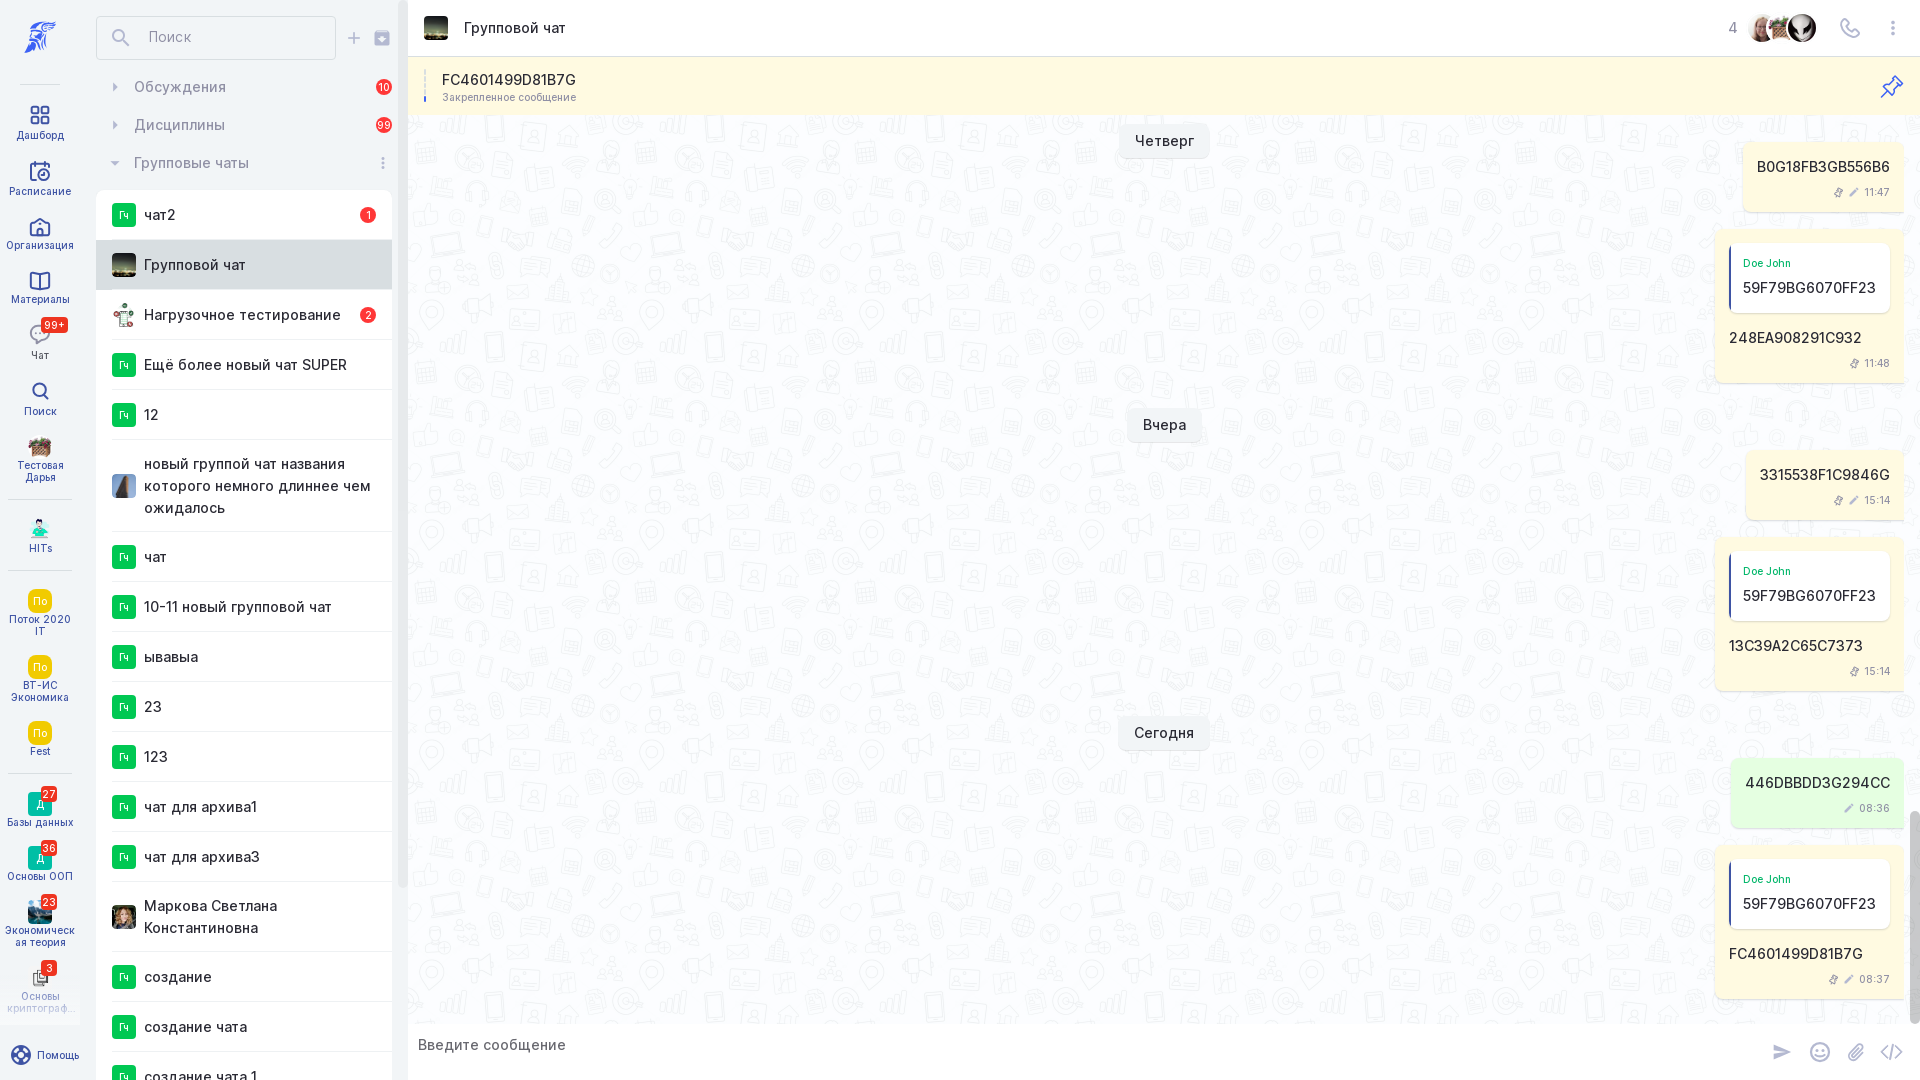 Дашборд
Расписание
Организация
Материалы
99+
Чат
Поиск
Тестовая
Дарья
HITs
По
Поток 2020
IT
По
ВТ-ИС
Экономика
По
Fest
27
Д
Базы данных
36
Д
Основы ООП
23
Экономическ
ая теория
3
Основы
криптограф...
Помощь
Поиск
Обсуждения
10
Дисциплины
99
Групповые чаты
Гч
чат2
1
Групповой чат
Нагрузочное тестирование
2
Гч
Ещё более новый чат SUPER
Гч
12
новый группой чат названия
которого немного длиннее чем
ожидалось
Гч
чат
Гч
10-11 новый групповой чат
Гч
ывавыа
Гч
23
Гч
123
Гч
чат для архива1
Гч
чат для архива3
Маркова Светлана
Константиновна
Гч
создание
Гч
создание чата
Гч
создание чата 1
Групповой чат
4
FC4601499D81B7G
Закрепленное сообщение
Четверг
B0G18FB3GB556B6
11:47
Doe John
59F79BG6070FF23
248EA908291C932
11:48
Вчера
3315538F1C9846G
15:14
Doe John
59F79BG6070FF23
13C39A2C65C7373
15:14
Сегодня
446DBBDD3G294CC
08:36
Doe John
59F79BG6070FF23
FC4601499D81B7G
08:37
Введите сообщение